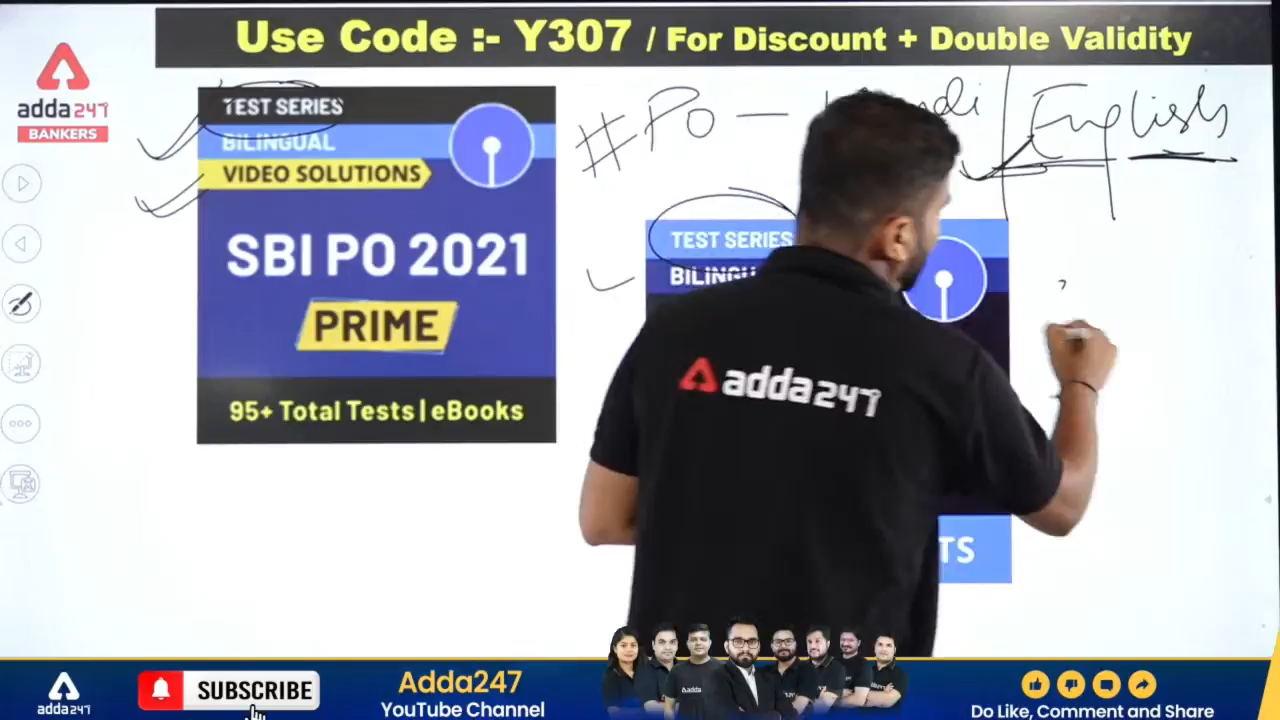 Use Code :- Y307 / For Discount + Double Validity
adda247
BANKERS
TEST SERIES
BILINGUAL
VIDEO SOLUTIONS
SBI PO 2021
PRIME
95+ Total Tests | eBooks
#PO — English
TEST SERIES
adda247
adda247
SUBSCRIBE
Adda247
YouTube Channel
Do Like, Comment and Share